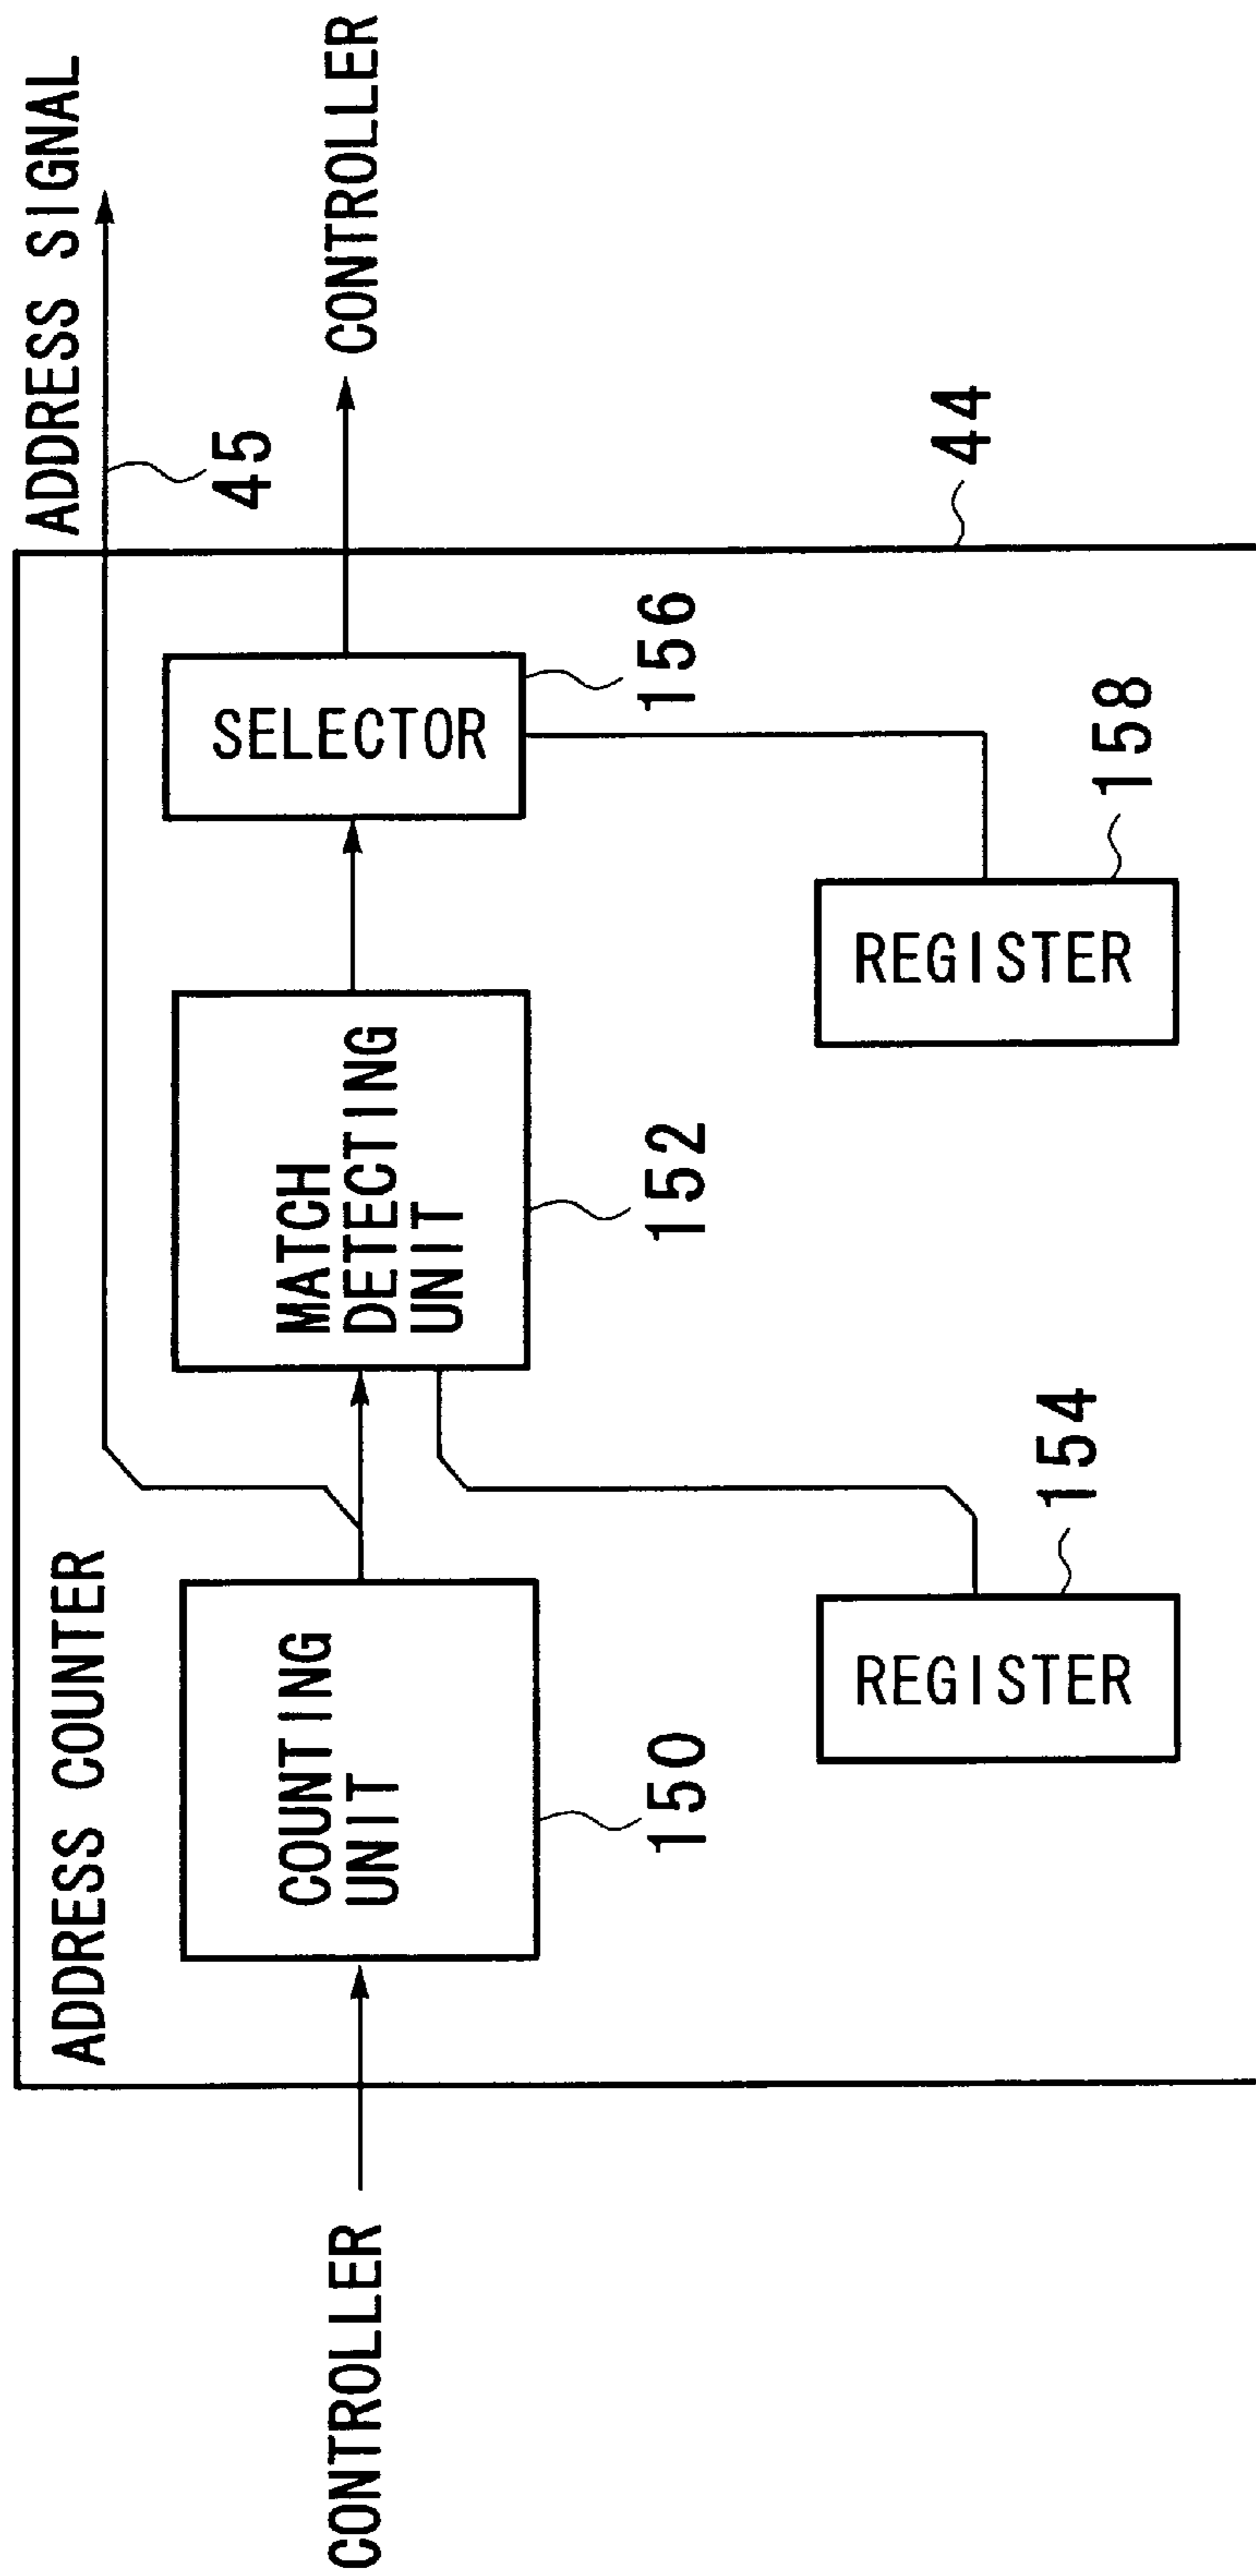 ADDRESS COUNTER
ADDRESS SIGNAL
45
CONTROLLER
COUNTING
UNIT
150
MATCH
DETECTING
UNIT
152
SELECTOR
156
CONTROLLER
REGISTER
154
REGISTER
158
44